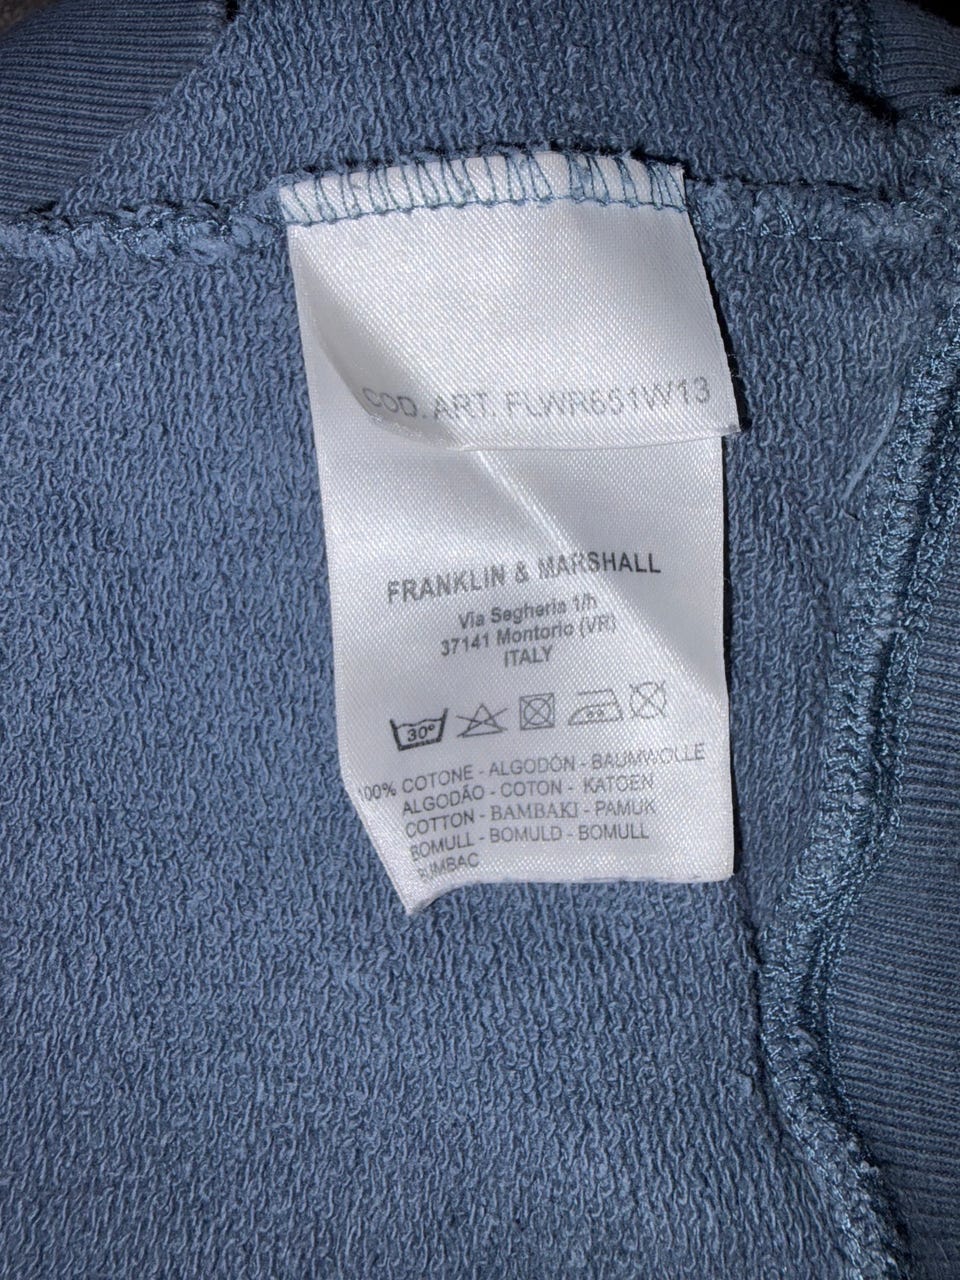 COD. ART. FLWR651W13
FRANKLIN & MARSHALL
Via Segheria 1/h
37141 Montorio (VR)
ITALY
30°
100% COTONE - ALGODÓN - BAUMWOLLE
ALGODÃO - COTON - KATOEN
COTTON - BAMBAKI - PAMUK
BOMULL - BOMULD - BOMULL
BUMBAC